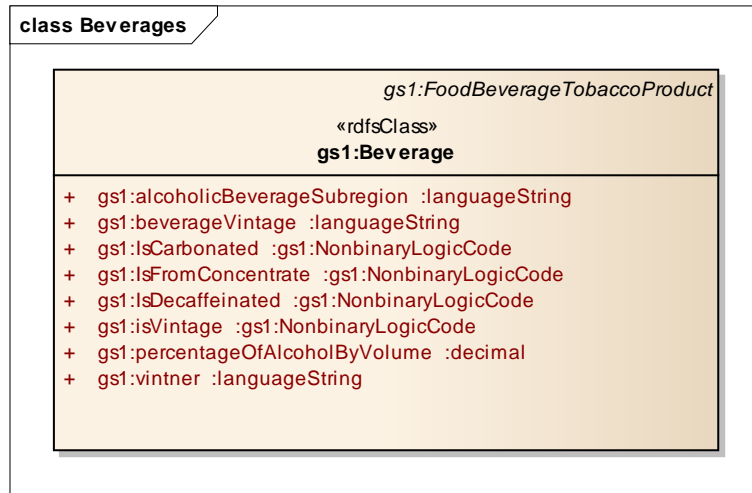 class Beverages
gs1:FoodBeverageTobaccoProduct
«rdfsClass»
gs1:Beverage
+ gs1:alcoholicBeverageSubregion :languageString
+ gs1:beverageVintage :languageString
+ gs1:IsCarbonated :gs1:NonbinaryLogicCode
+ gs1:IsFromConcentrate :gs1:NonbinaryLogicCode
+ gs1:IsDecaffeinated :gs1:NonbinaryLogicCode
+ gs1:isVintage :gs1:NonbinaryLogicCode
+ gs1:percentageOfAlcoholByVolume :decimal
+ gs1:vintner :languageString